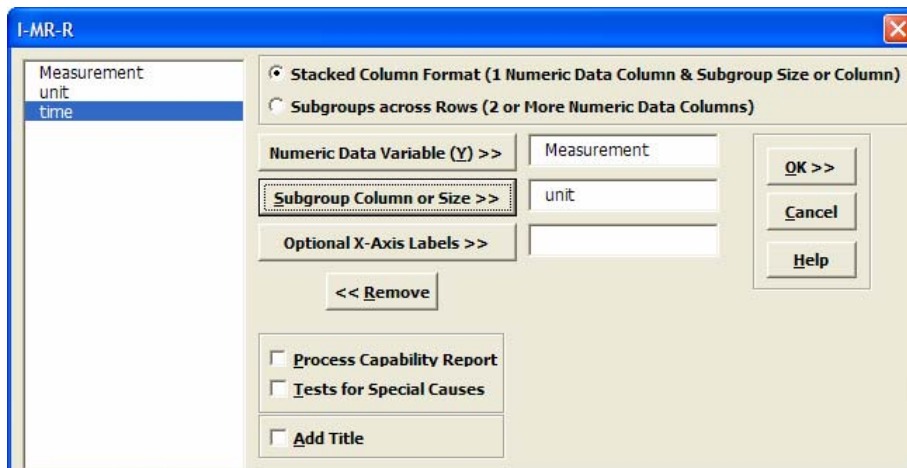 I-MR-R
Measurement
unit
time
Stacked Column Format (1 Numeric Data Column & Subgroup Size or Column)
Subgroups across Rows (2 or More Numeric Data Columns)
Numeric Data Variable (Y) >>
Measurement
Subgroup Column or Size >>
unit
Optional X-Axis Labels >>
<< Remove
OK >>
Cancel
Help
Process Capability Report
Tests for Special Causes
Add Title